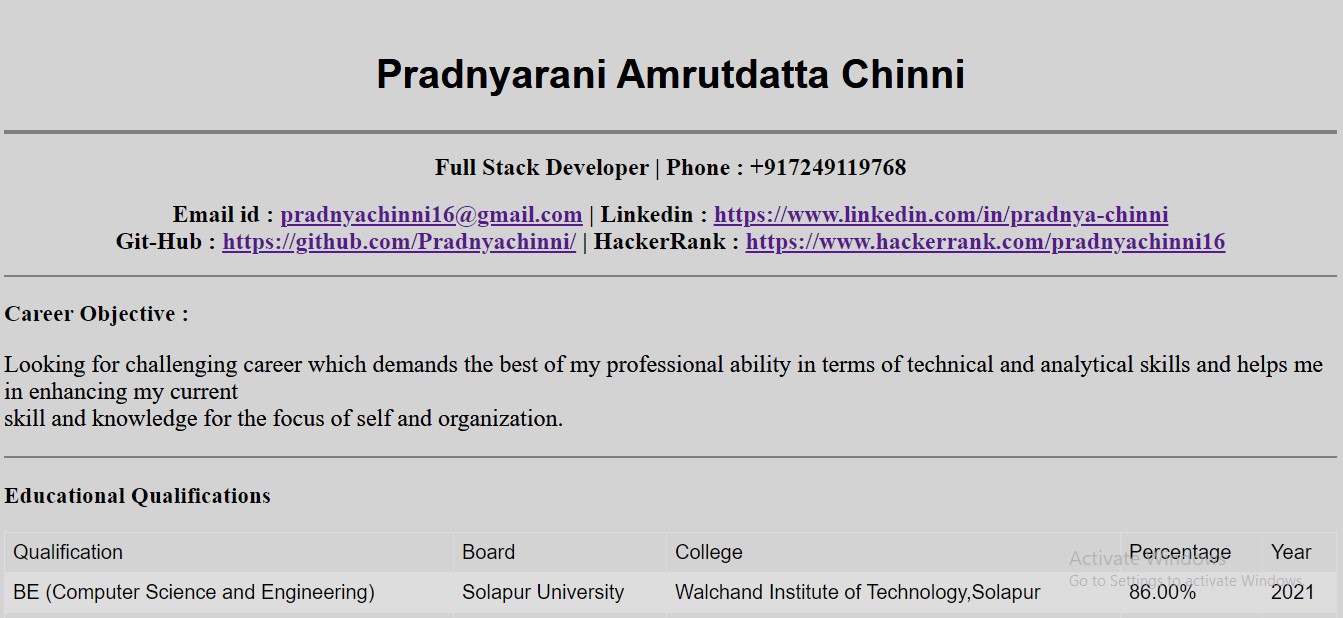 Pradnyarani Amrutdatta Chinni
Full Stack Developer | Phone : +917249119768
Email id : pradnyachinni16@gmail.com | Linkedin : https://www.linkedin.com/in/pradnya-chinni
Git-Hub : https://github.com/Pradnyachinni/ | HackerRank : https://www.hackerrank.com/pradnyachinni16
Career Objective :
Looking for challenging career which demands the best of my professional ability in terms of technical and analytical skills and helps me
in enhancing my current
skill and knowledge for the focus of self and organization.
Educational Qualifications
Qualification Board College Percentage Year
Activate Windows
Go to Settings to activate Windows.
BE (Computer Science and Engineering) Solapur University Walchand Institute of Technology,Solapur 86.00% 2021